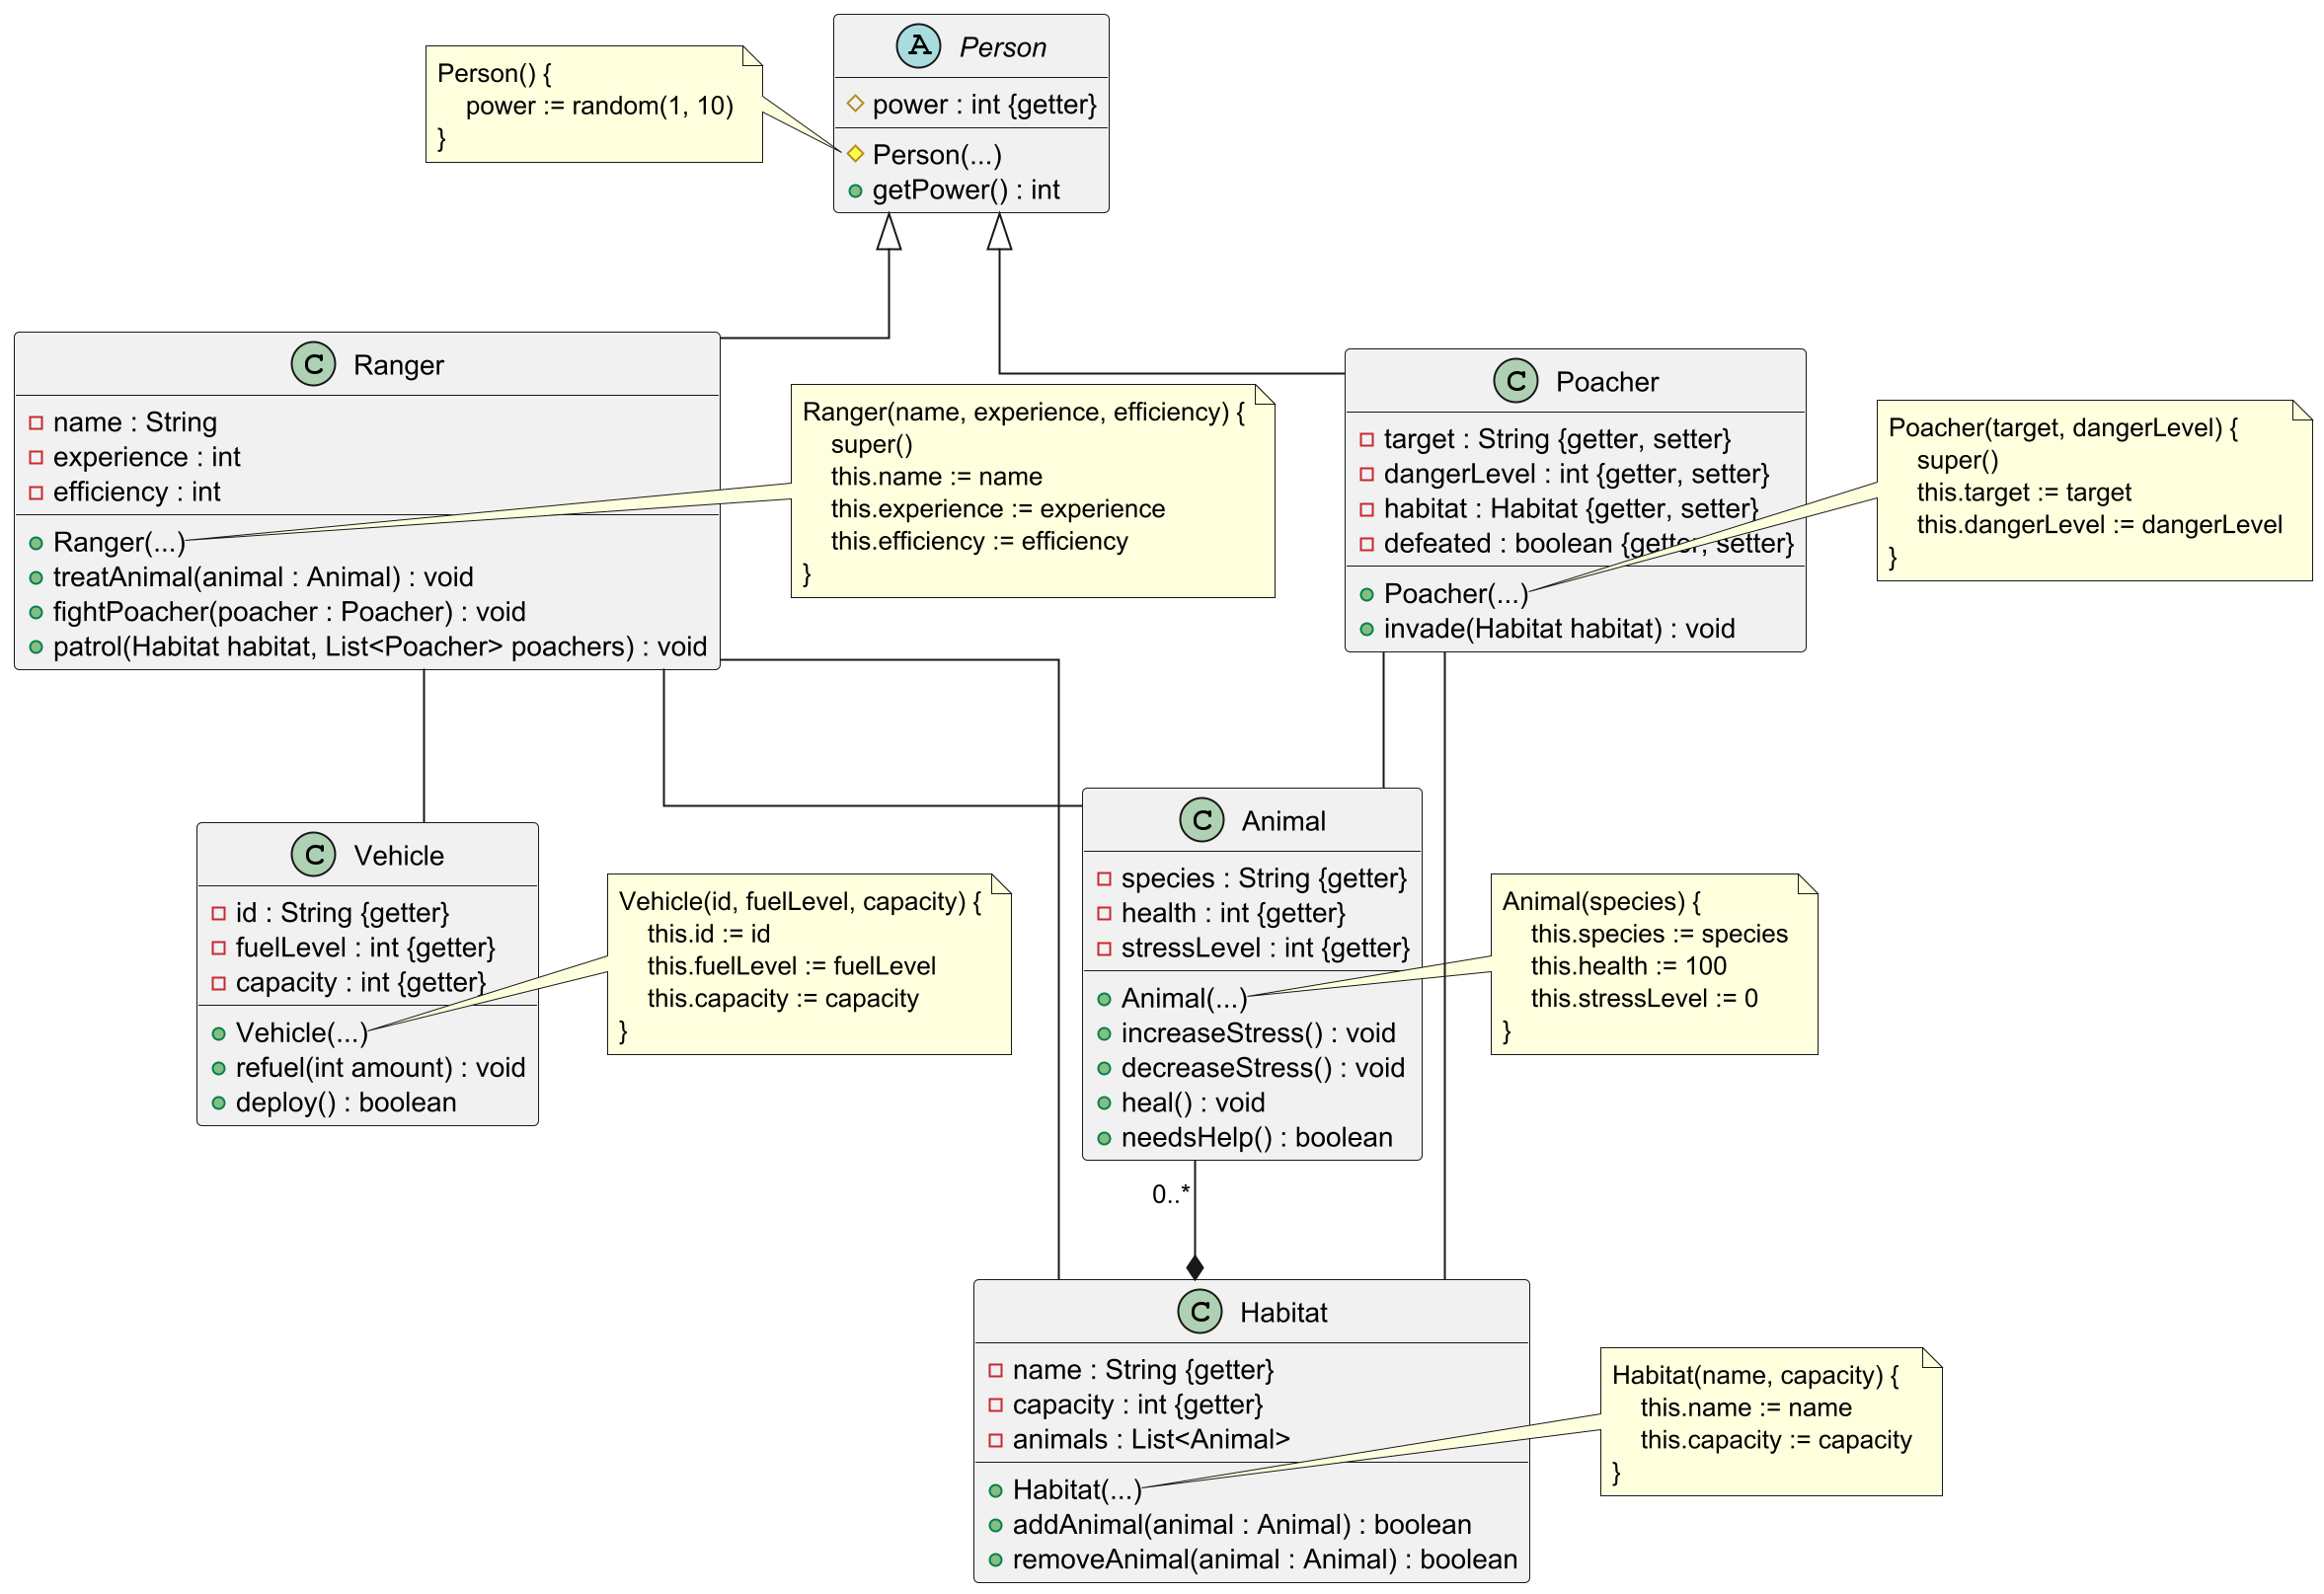 Person() {
power := random(1, 10)
}
A Person
power : int {getter}
Person(...)
getPower() : int
C Ranger
name : String
experience : int
efficiency : int
Ranger(...)
treatAnimal(animal : Animal) : void
fightPoacher(poacher : Poacher) : void
patrol(Habitat habitat, List<Poacher> poachers) : void
Ranger(name, experience, efficiency) {
super()
this.name := name
this.experience := experience
this.efficiency := efficiency
}
C Poacher
target : String {getter, setter}
dangerLevel : int {getter, setter}
habitat : Habitat {getter, setter}
defeated : boolean {getter, setter}
Poacher(...)
invade(Habitat habitat) : void
Poacher(target, dangerLevel) {
super()
this.target := target
this.dangerLevel := dangerLevel
}
C Vehicle
id : String {getter}
fuelLevel : int {getter}
capacity : int {getter}
Vehicle(...)
refuel(int amount) : void
deploy() : boolean
Vehicle(id, fuelLevel, capacity) {
this.id := id
this.fuelLevel := fuelLevel
this.capacity := capacity
}
C Animal
species : String {getter}
health : int {getter}
stressLevel : int {getter}
Animal(...)
increaseStress() : void
decreaseStress() : void
heal() : void
needsHelp() : boolean
Animal(species) {
this.species := species
this.health := 100
this.stressLevel := 0
}
0..*
C Habitat
name : String {getter}
capacity : int {getter}
animals : List<Animal>
Habitat(...)
addAnimal(animal : Animal) : boolean
removeAnimal(animal : Animal) : boolean
Habitat(name, capacity) {
this.name := name
this.capacity := capacity
}